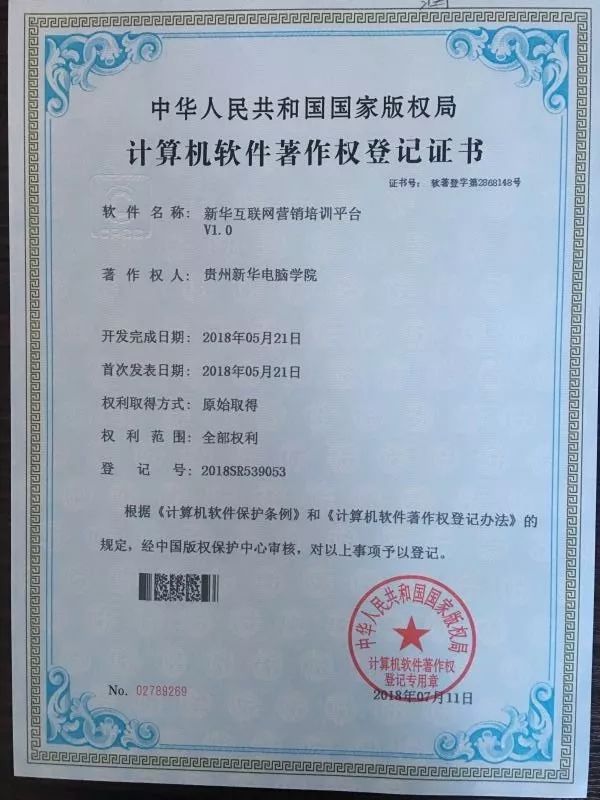 中华人民共和国国家版权局
计算机软件著作权登记证书
证书号： 软著登字第2868148号
软件名称： 新华互联网营销培训平台
V1.0
著作权人： 贵州新华电脑学院
开发完成日期： 2018年05月21日
首次发表日期： 2018年05月21日
权利取得方式： 原始取得
权利范围： 全部权利
登记号： 2018SR539053
根据《计算机软件保护条例》和《计算机软件著作权登记办法》的
规定，经中国版权保护中心审核，对以上事项予以登记。
中华人民共和国国家版权局
计算机软件著作权
登记专用章
No. 02789269
2018年07月11日